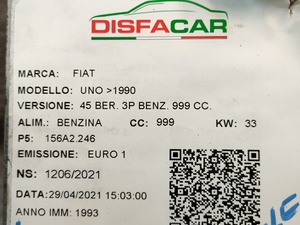 DISFACAR
MARCA: FIAT
MODELLO: UNO >1990
VERSIONE: 45 BER. 3P BENZ. 999 CC.
ALIM.: BENZINA CC: 999 KW: 33
P5: 156A2.246
EMISSIONE: EURO 1
NS: 1206/2021
DATA:29/04/2021 15:03:00
ANNO IMM: 1993